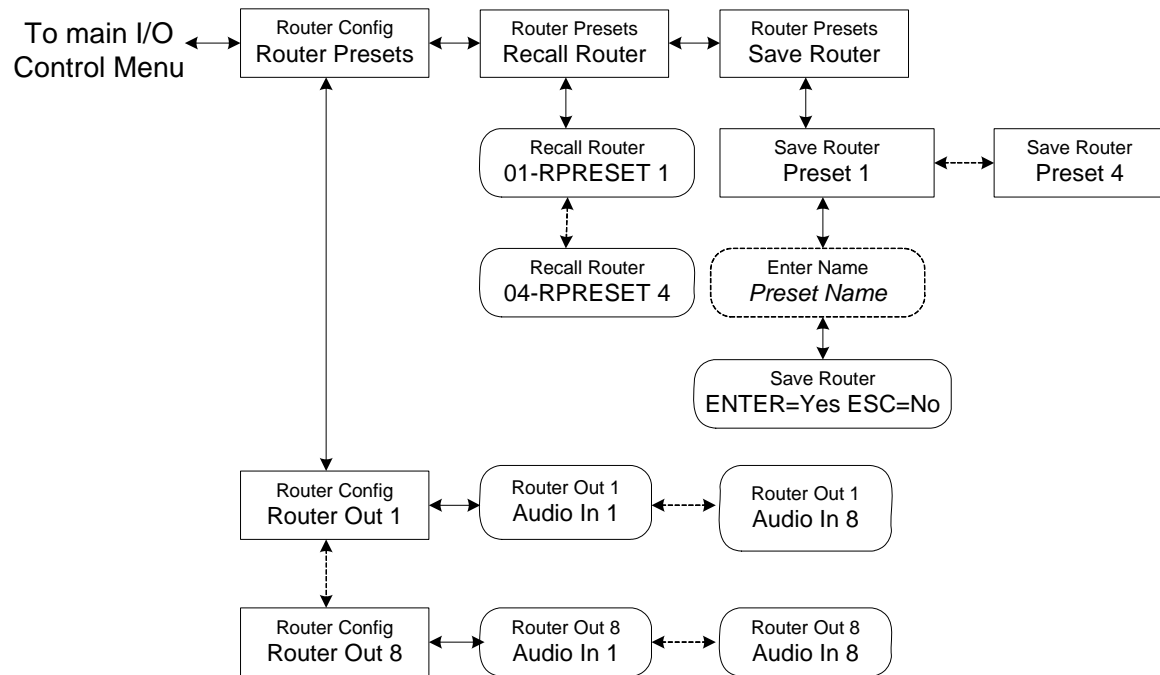 To main I/O
Control Menu
Router Config
Router Presets
Router Presets
Recall Router
Router Presets
Save Router
Recall Router
01-RPRESET 1
Save Router
Preset 1
Save Router
Preset 4
Recall Router
04-RPRESET 4
Enter Name
Preset Name
Save Router
ENTER=Yes ESC=No
Router Config
Router Out 1
Router Out 1
Audio In 1
Router Out 1
Audio In 8
Router Config
Router Out 8
Router Out 8
Audio In 1
Router Out 8
Audio In 8